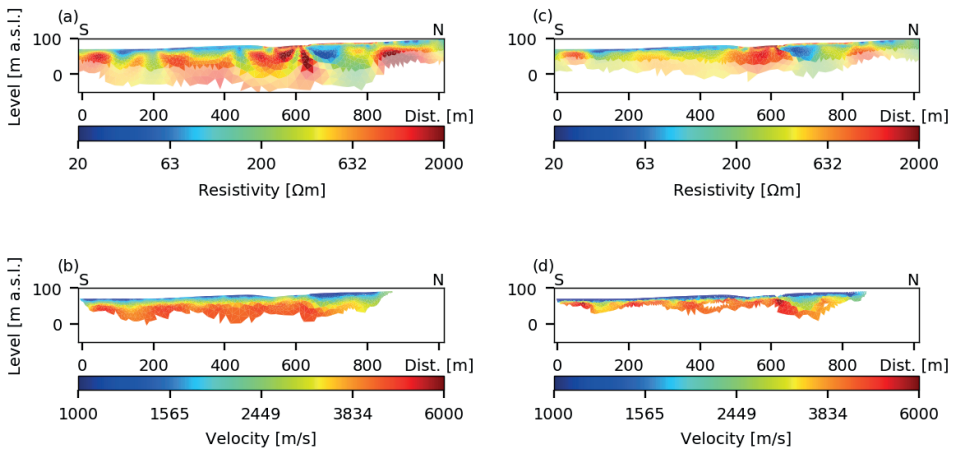 (a)
S N
Level [m a.s.l.]
100
0
0 200 400 600 800 Dist. [m]
20 63 200 632 2000
Resistivity [Ωm]
(c)
S N
100
0
0 200 400 600 800 Dist. [m]
20 63 200 632 2000
Resistivity [Ωm]
(b)
S N
Level [m a.s.l.]
100
0
0 200 400 600 800 Dist. [m]
1000 1565 2449 3834 6000
Velocity [m/s]
(d)
S N
100
0
0 200 400 600 800 Dist. [m]
1000 1565 2449 3834 6000
Velocity [m/s]